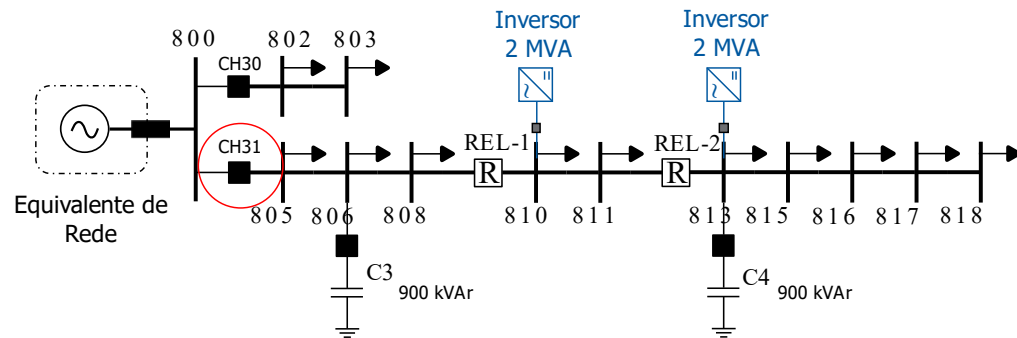 Inversor
2 MVA
Inversor
2 MVA
800
802
803
CH30
CH31
REL-1
R
REL-2
R
Equivalente de
Rede
805
806
808
810
811
813
815
816
817
818
C3
900 kVAr
C4
900 kVAr